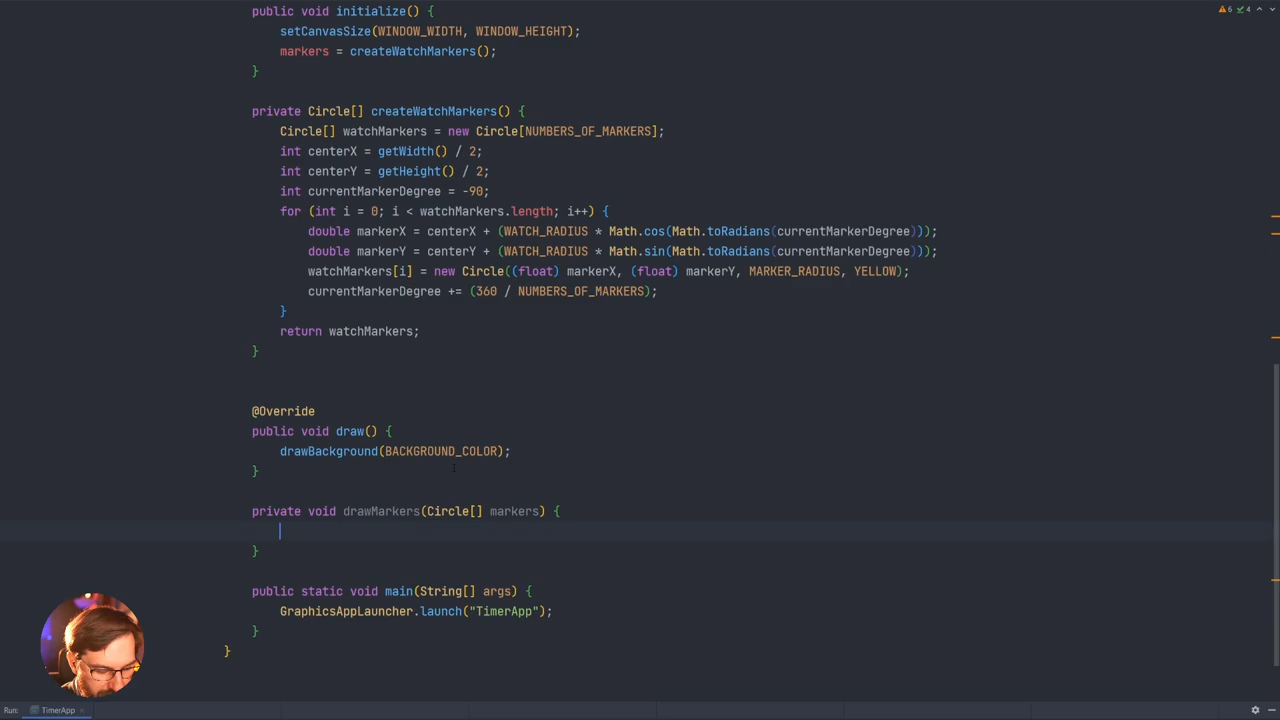 public void initialize() {
setCanvasSize(WINDOW_WIDTH, WINDOW_HEIGHT);
markers = createWatchMarkers();
}
private Circle[] createWatchMarkers() {
Circle[] watchMarkers = new Circle[NUMBERS_OF_MARKERS];
int centerX = getWidth() / 2;
int centerY = getHeight() / 2;
int currentMarkerDegree = -90;
for (int i = 0; i < watchMarkers.length; i++) {
double markerX = centerX + (WATCH_RADIUS * Math.cos(Math.toRadians(currentMarkerDegree)));
double markerY = centerY + (WATCH_RADIUS * Math.sin(Math.toRadians(currentMarkerDegree)));
watchMarkers[i] = new Circle((float) markerX, (float) markerY, MARKER_RADIUS, YELLOW);
currentMarkerDegree += (360 / NUMBERS_OF_MARKERS);
}
return watchMarkers;
}
@Override
public void draw() {
drawBackground(BACKGROUND_COLOR);
}
private void drawMarkers(Circle[] markers) {
}
public static void main(String[] args) {
GraphicsAppLauncher.launch("TimerApp");
}
}
6 4
Run: TimerApp